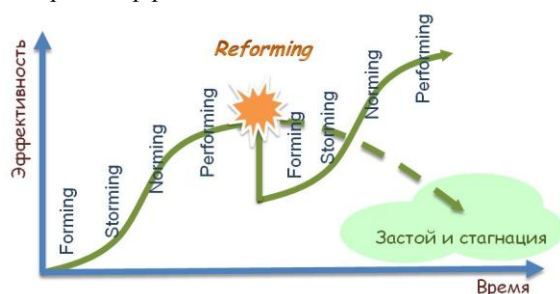 Reforming
Эффективность
Forming
Storming
Norming
Performing
Forming
Storming
Norming
Performing
Застой и стагнация
Время